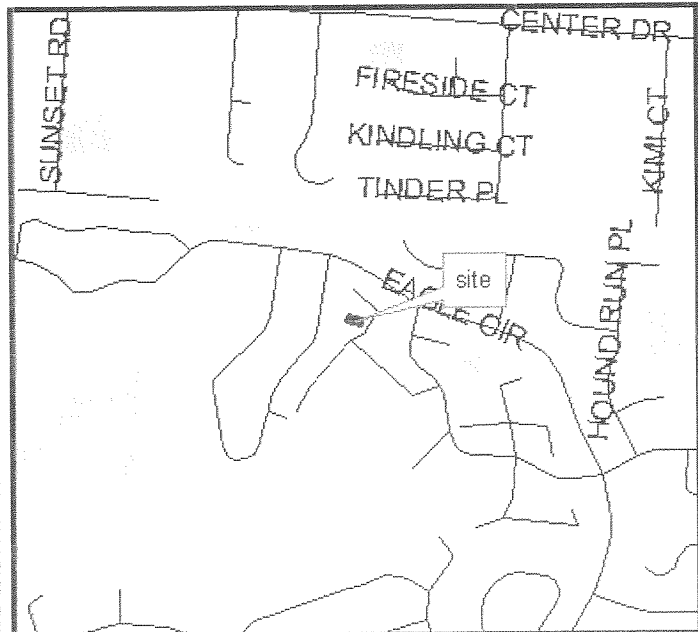 CENTER DR
SUNSET RD
FIRESIDE CT
KINDLING CT
KIMI CT
TINDER PL
HOUND RUN PL
site
EAGLE CIR